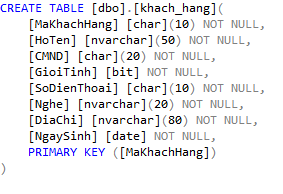 CREATE TABLE [dbo].[khach_hang](
[MaKhachHang] [char](10) NOT NULL,
[HoTen] [nvarchar](50) NOT NULL,
[CMND] [char](20) NOT NULL,
[GioiTinh] [bit] NOT NULL,
[SoDienThoai] [char](10) NOT NULL,
[Nghe] [nvarchar](20) NOT NULL,
[DiaChi] [nvarchar](80) NOT NULL,
[NgaySinh] [date] NOT NULL,
PRIMARY KEY ([MaKhachHang])
)